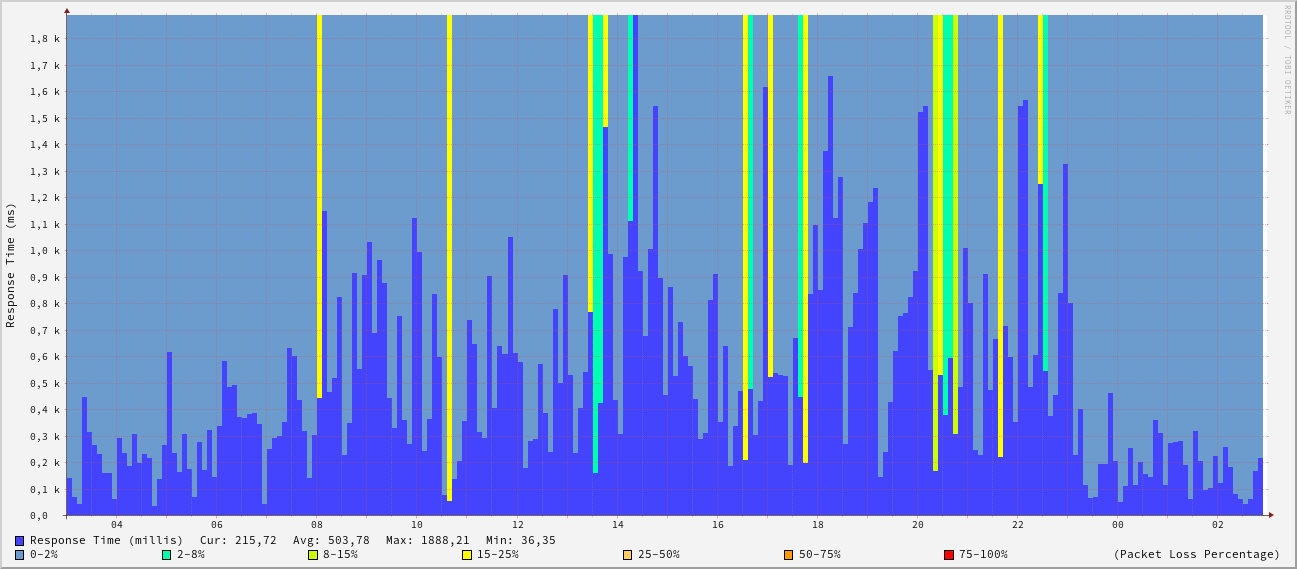 RRDTOOL / TOBI OETIKER
Response Time (ms)
1,8 k
1,7 k
1,6 k
1,5 k
1,4 k
1,3 k
1,2 k
1,1 k
1,0 k
0,9 k
0,8 k
0,7 k
0,6 k
0,5 k
0,4 k
0,3 k
0,2 k
0,1 k
0,0
04 06 08 10 12 14 16 18 20 22 00 02
Response Time (millis) Cur: 215,72 Avg: 503,78 Max: 1888,21 Min: 36,35
0-2% 2-8% 8-15% 15-25% 25-50% 50-75% 75-100% (Packet Loss Percentage)